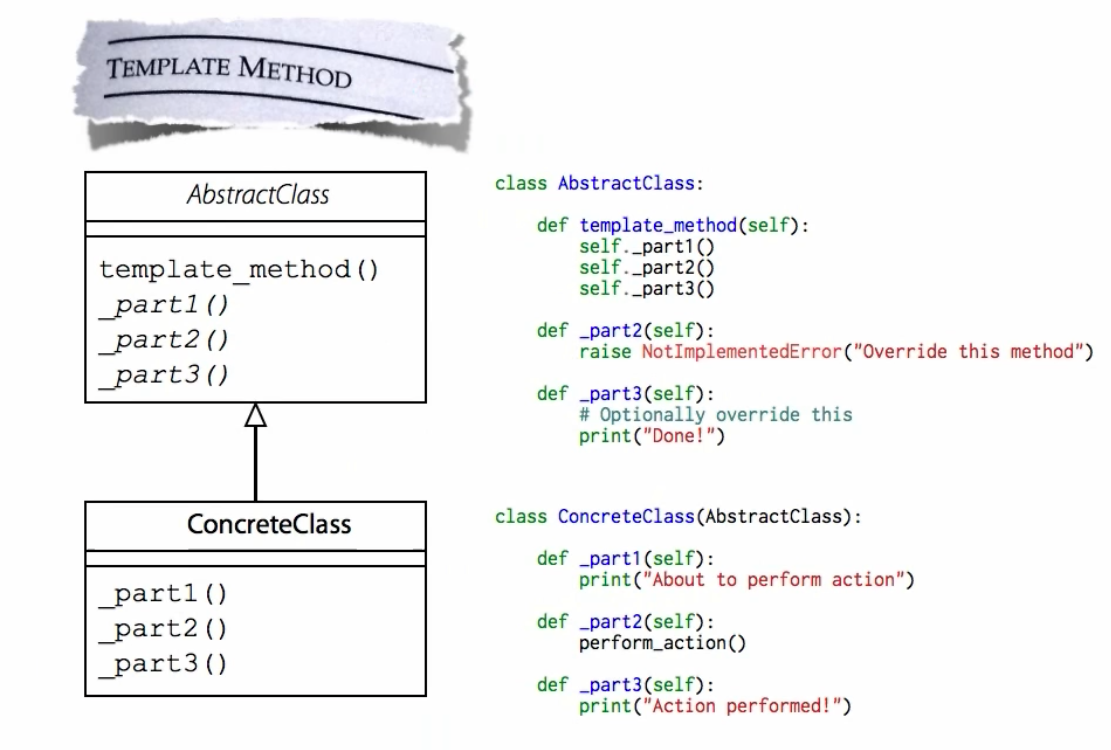 TEMPLATE METHOD
AbstractClass
template_method()
_part1()
_part2()
_part3()
ConcreteClass
_part1()
_part2()
_part3()
class AbstractClass:
def template_method(self):
self._part1()
self._part2()
self._part3()
def _part2(self):
raise NotImplementedError("Override this method")
def _part3(self):
# Optionally override this
print("Done!")
class ConcreteClass(AbstractClass):
def _part1(self):
print("About to perform action")
def _part2(self):
perform_action()
def _part3(self):
print("Action performed!")